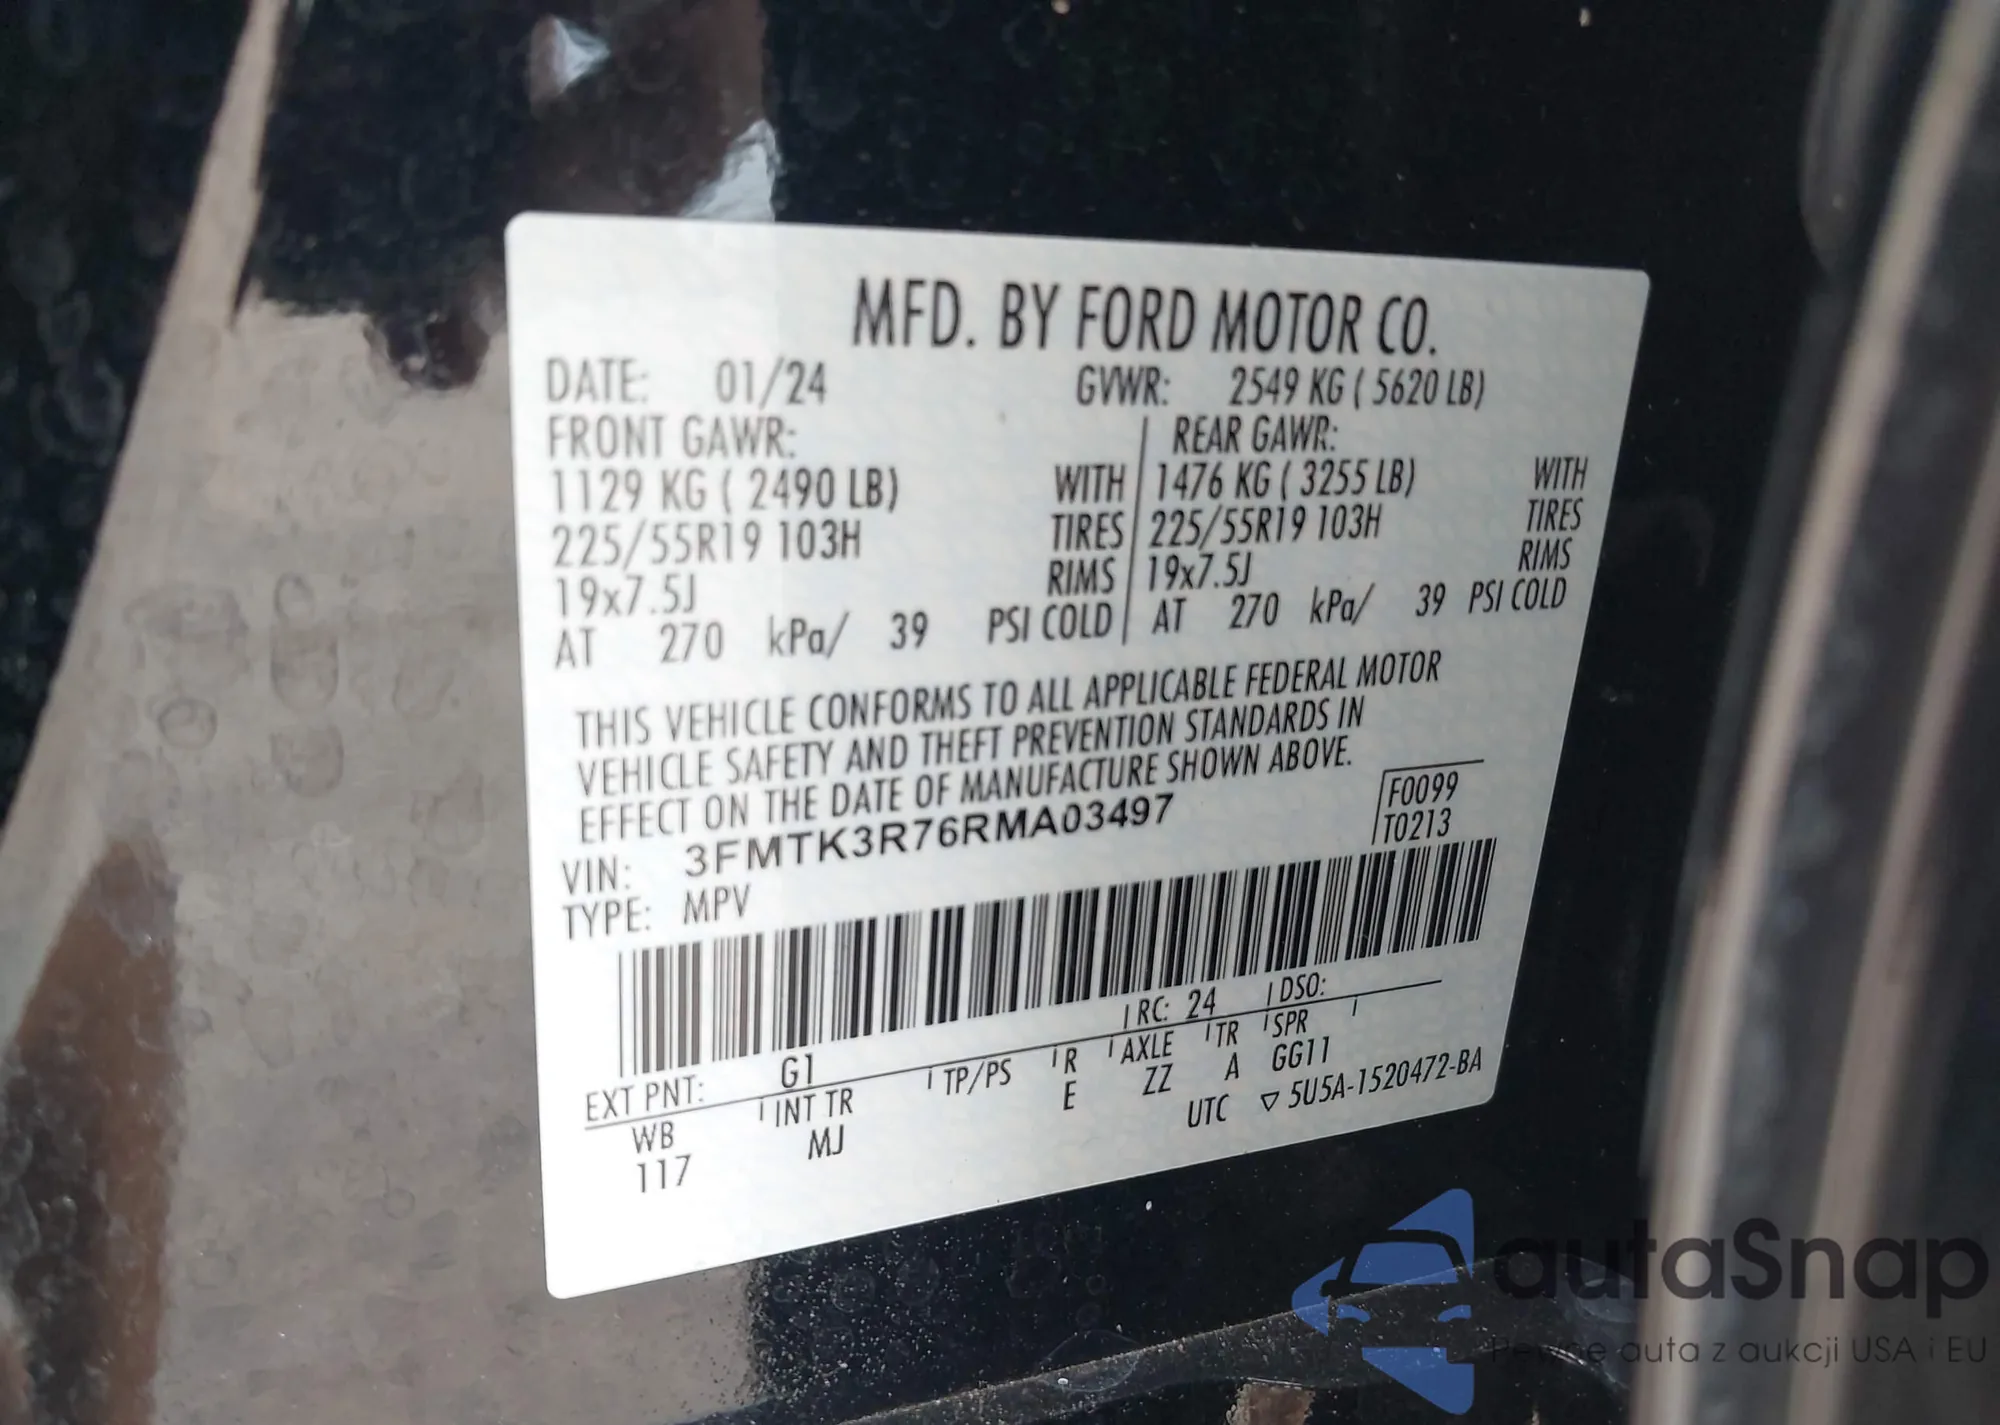 MFD. BY FORD MOTOR CO.
DATE: 01/24 GVWR: 2549 KG ( 5620 LB)
FRONT GAWR: REAR GAWR:
1129 KG ( 2490 LB) WITH 1476 KG ( 3255 LB) WITH
225/55R19 103H TIRES 225/55R19 103H TIRES
19x7.5J RIMS 19x7.5J RIMS
AT 270 kPa/ 39 PSI COLD AT 270 kPa/ 39 PSI COLD
THIS VEHICLE CONFORMS TO ALL APPLICABLE FEDERAL MOTOR
VEHICLE SAFETY AND THEFT PREVENTION STANDARDS IN
EFFECT ON THE DATE OF MANUFACTURE SHOWN ABOVE.
VIN: 3FMTK3R76RMA03497 F0099
TYPE: MPV T0213
EXT PNT: G1 RC: 24 DSO:
WB INT TR TP/PS R AXLE TR SPR
117 MJ E ZZ A GG11
UTC ▽ 5U5A-1520472-BA
autaSnap
Pewne auta z aukcji USA i EU